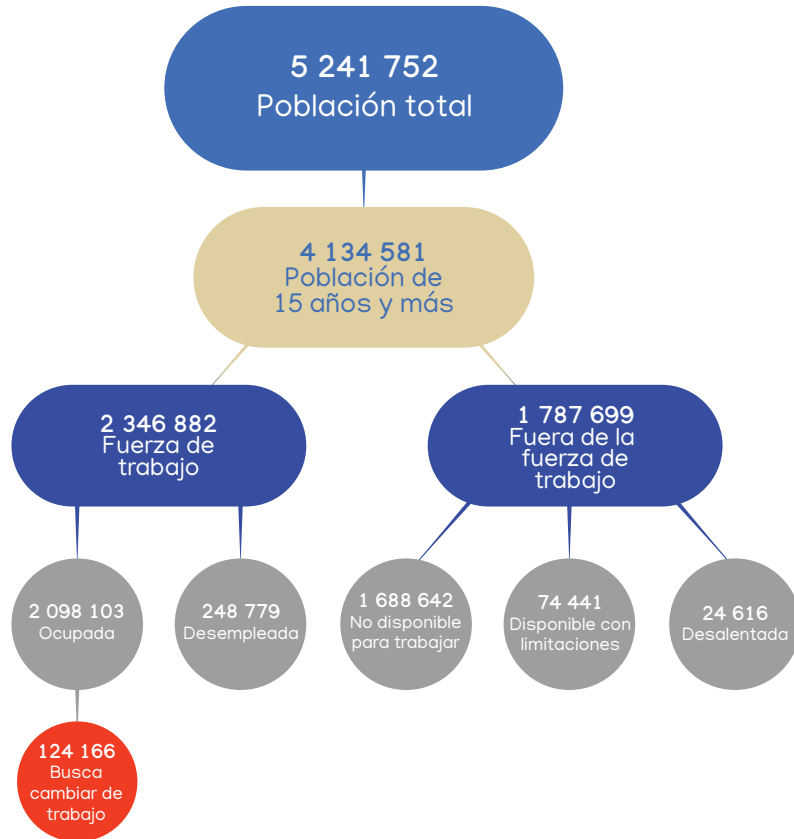 5 241 752
Población total
4 134 581
Población de
15 años y más
2 346 882
Fuerza de
trabajo
1 787 699
Fuera de la
fuerza de
trabajo
2 098 103
Ocupada
248 779
Desempleada
1 688 642
No disponible
para trabajar
74 441
Disponible con
limitaciones
24 616
Desalentada
124 166
Busca
cambiar de
trabajo